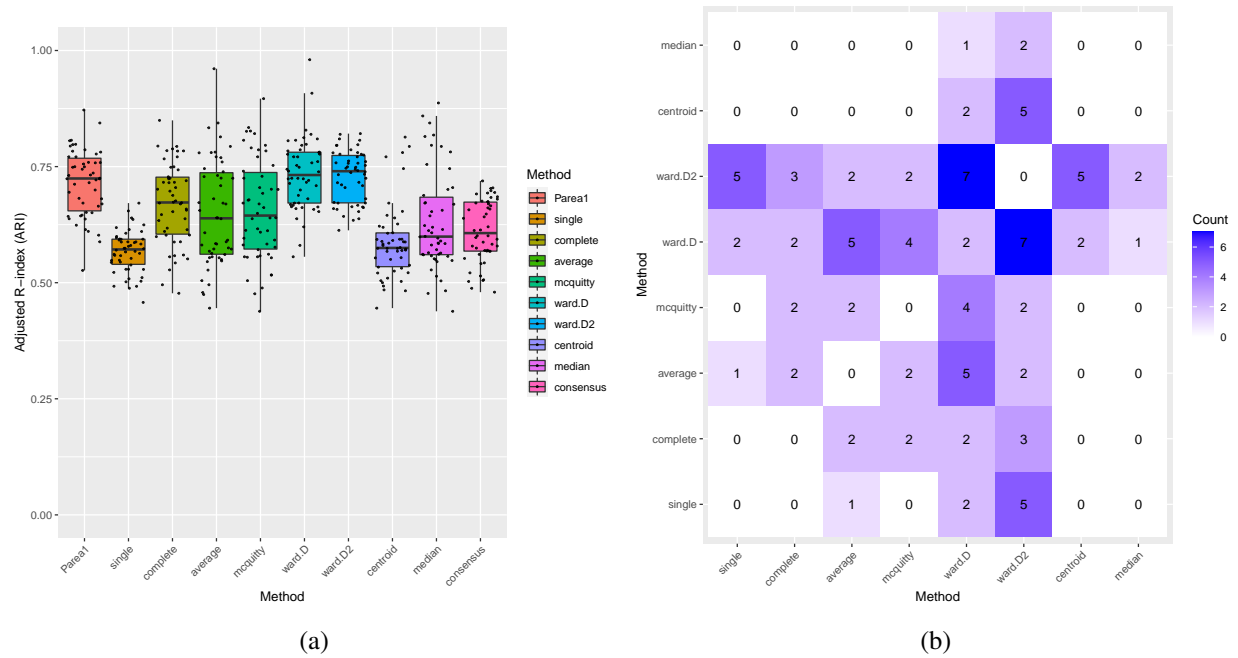 1.00
0.75
0.50
0.25
0.00
Adjusted R−index (ARI)
Parea1
single
complete
average
mcquitty
ward.D
ward.D2
centroid
median
consensus
Method
Method
Parea1
single
complete
average
mcquitty
ward.D
ward.D2
centroid
median
consensus
(a)
median 0 0 0 0 1 2 0 0
centroid 0 0 0 0 2 5 0 0
ward.D2 5 3 2 2 7 0 5 2
ward.D 2 2 5 4 2 7 2 1
mcquitty 0 2 2 0 4 2 0 0
average 1 2 0 2 5 2 0 0
complete 0 0 2 2 2 3 0 0
single 0 0 1 0 2 5 0 0
Method
single
complete
average
mcquitty
ward.D
ward.D2
centroid
median
Method
Count
6
4
2
0
(b)